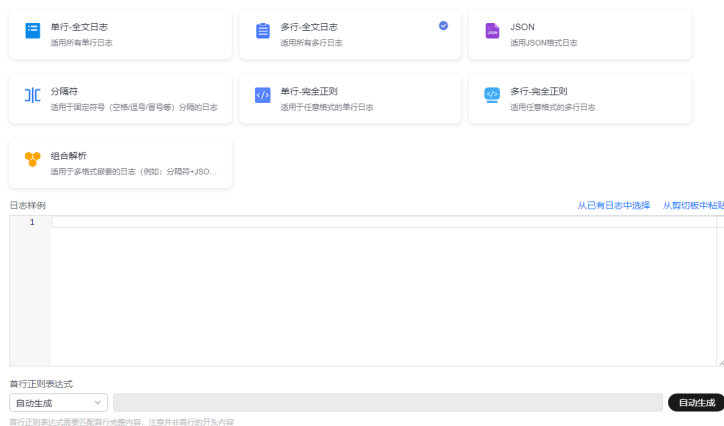 单行-全文日志
适用所有单行日志
多行-全文日志
适用所有多行日志
JSON
适用JSON格式日志
分隔符
适用于固定符号（空格/逗号/冒号等）分隔的日志
单行-完全正则
适用于任意格式的单行日志
多行-完全正则
适用任意格式的多行日志
组合解析
适用于多格式嵌套的日志（例如：分隔符+JSO...
日志样例
从已有日志中选择 从剪切板中粘贴
1
首行正则表达式
自动生成
自动生成
首行正则表达式需要匹配首行完整内容，注意并非首行的开头内容